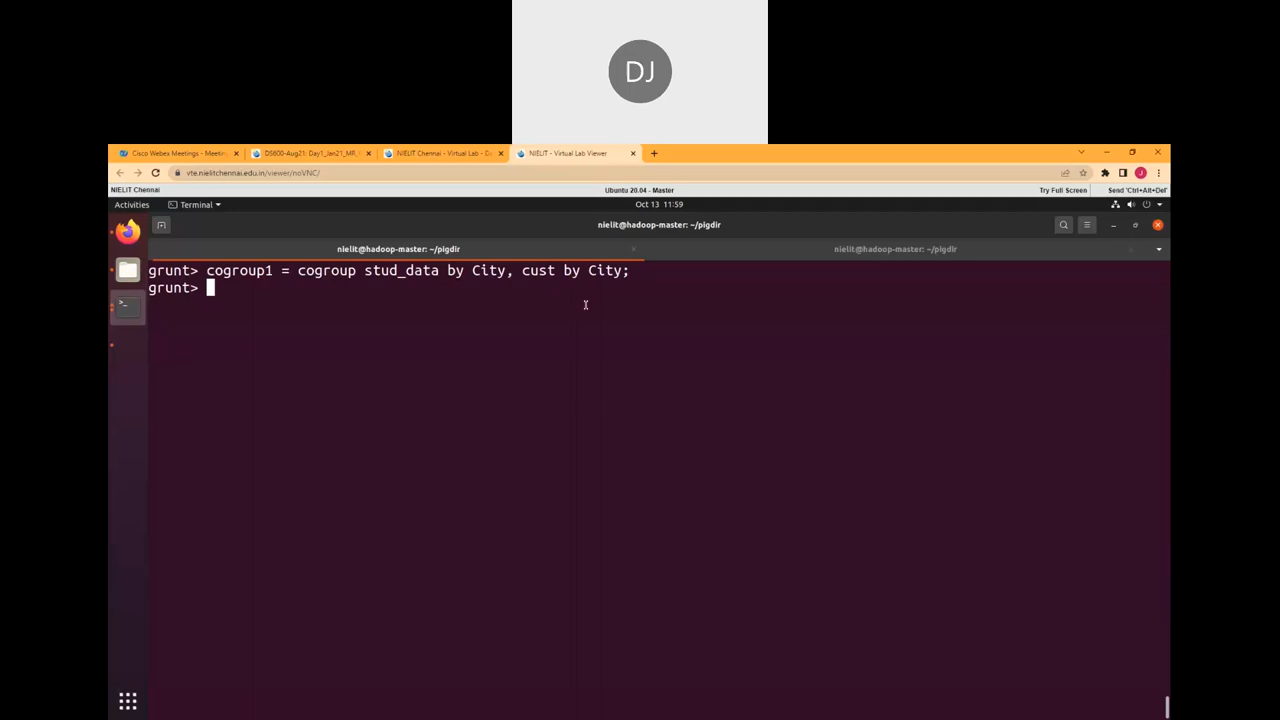 DJ
Cisco Webex Meetings - Meeting
DS600-Aug21: Day1_Jan21_MR,
NIELIT Chennai - Virtual Lab - D
NIELIT - Virtual Lab Viewer
vte.nielitchennai.edu.in/viewer/noVNC/
NIELIT Chennai
Ubuntu 20.04 - Master
Try Full Screen
Send 'Ctrl+Alt+Del'
Activities
Terminal
Oct 13 11:59
nielit@hadoop-master: ~/pigdir
nielit@hadoop-master: ~/pigdir
nielit@hadoop-master: ~/pigdir
grunt> cogroup1 = cogroup stud_data by City, cust by City;
grunt>